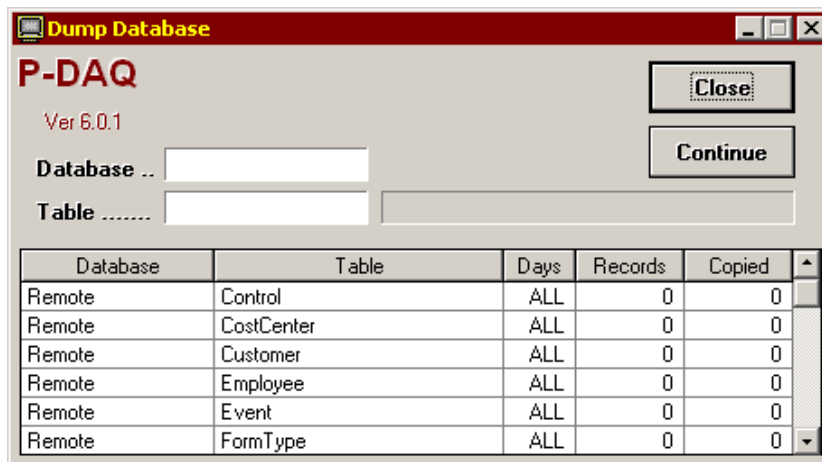 Dump Database
P-DAQ
Close
Ver 6.0.1
Continue
Database ..
Table .......
Database Table Days Records Copied
Remote Control ALL 0 0
Remote CostCenter ALL 0 0
Remote Customer ALL 0 0
Remote Employee ALL 0 0
Remote Event ALL 0 0
Remote FormType ALL 0 0